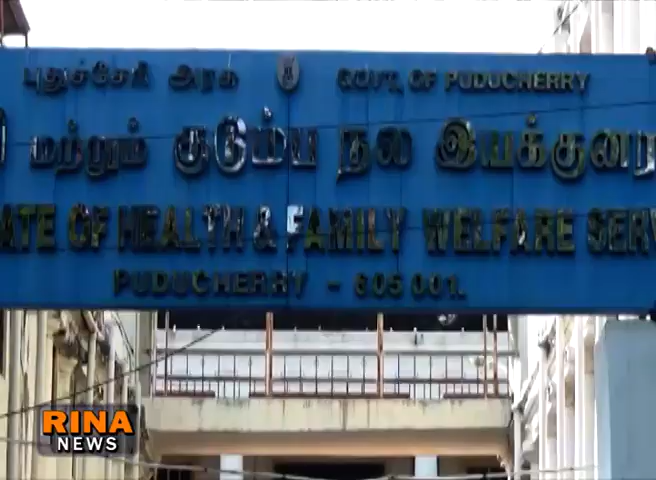 புதுச்சேரி அரசு GOVT. OF PUDUCHERRY
மற்றும் குடும்ப நல இயக்குனர
ATE OF HEALTH & FAMILY WELFARE SERV
PUDUCHERRY - 605 001.
RINA
NEWS